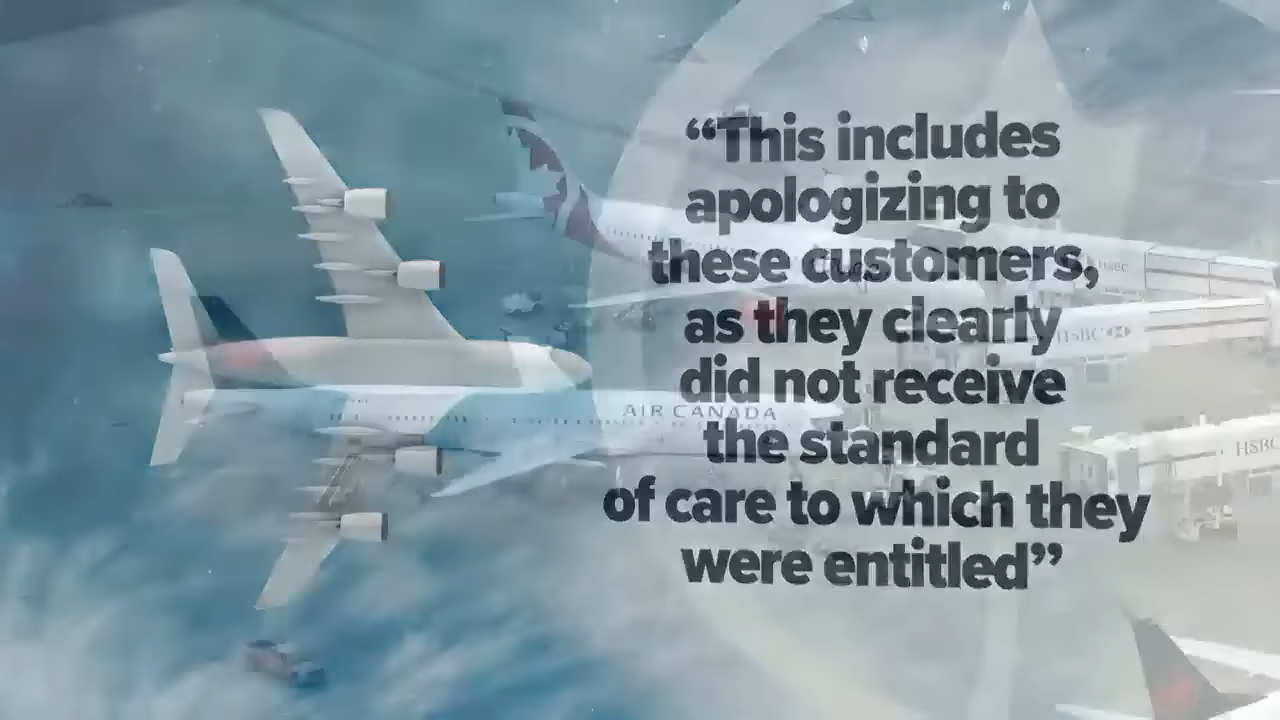 “This includes
apologizing to
these customers,
as they clearly
did not receive
the standard
of care to which they
were entitled”
AIR CANADA
HSBC
HSBC
HSBC